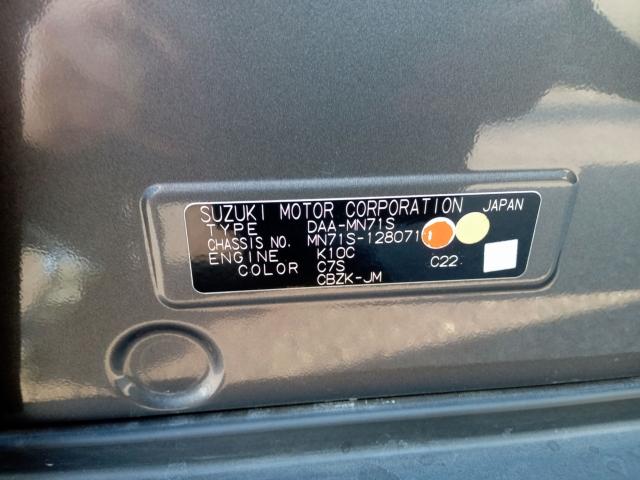 SUZUKI MOTOR CORPORATION JAPAN
TYPE DAA-MN71S
CHASSIS NO. MN71S-128071
ENGINE K10C C22
COLOR C7S
CBZK-JM